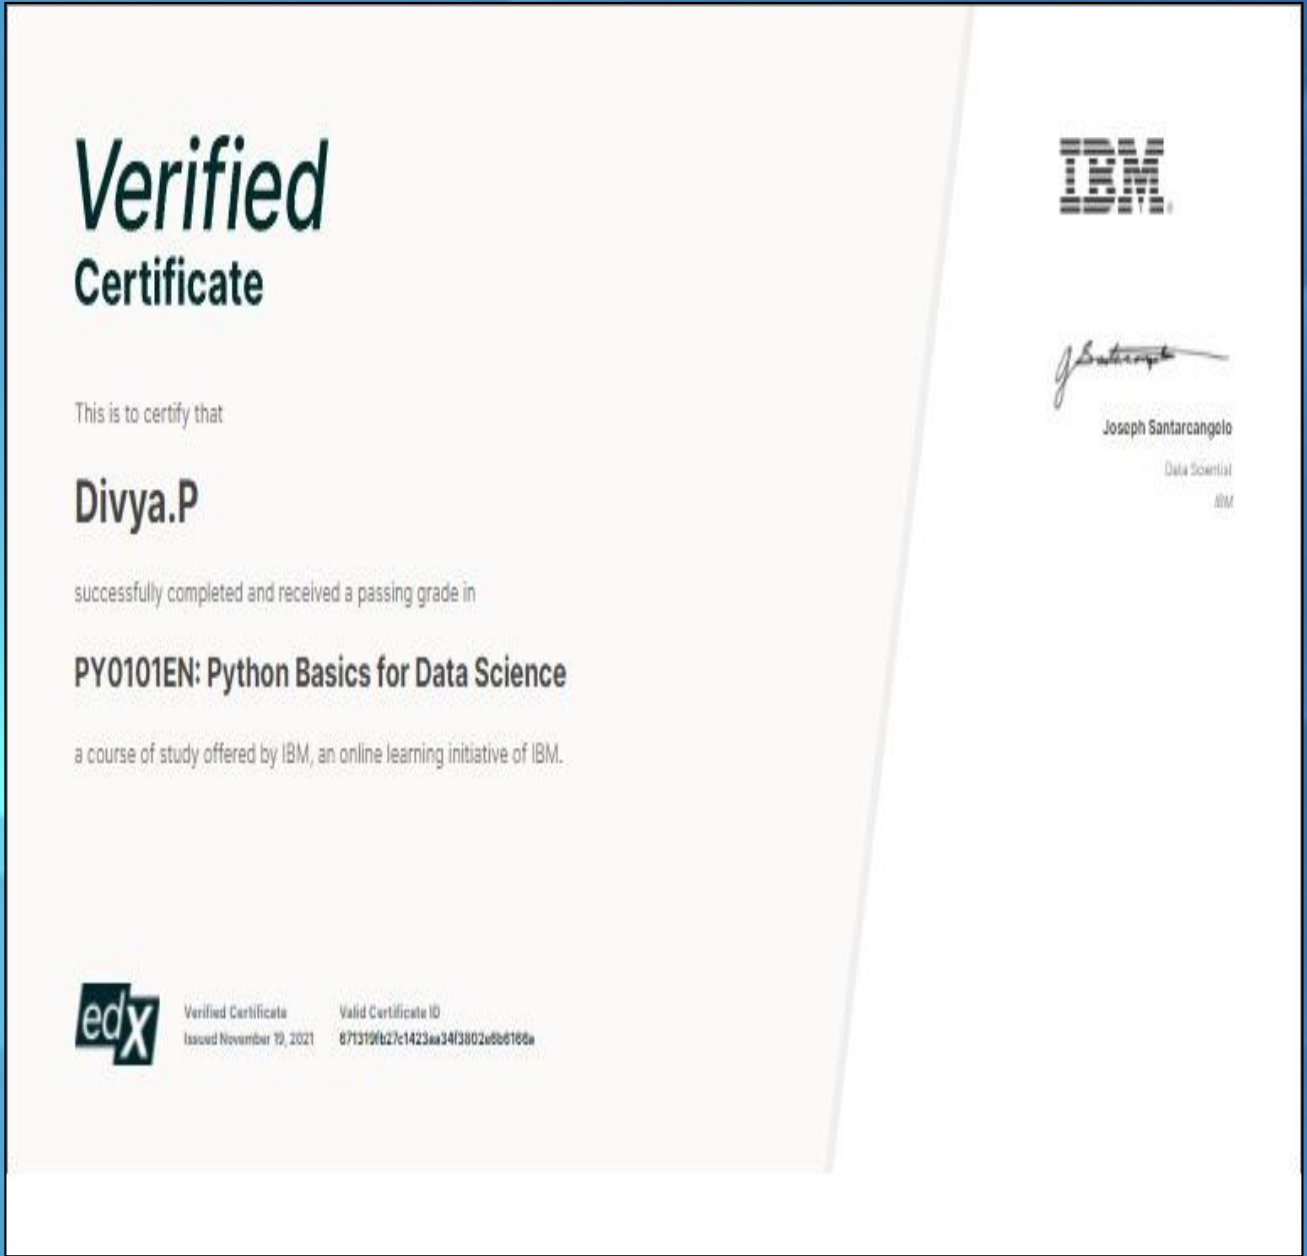 Verified
Certificate
IBM
This is to certify that
Divya.P
successfully completed and received a passing grade in
PY0101EN: Python Basics for Data Science
a course of study offered by IBM, an online learning initiative of IBM.
Joseph Santarcangelo
Data Scientist
IBM
edX
Verified Certificate
Issued November 19, 2021
Valid Certificate ID